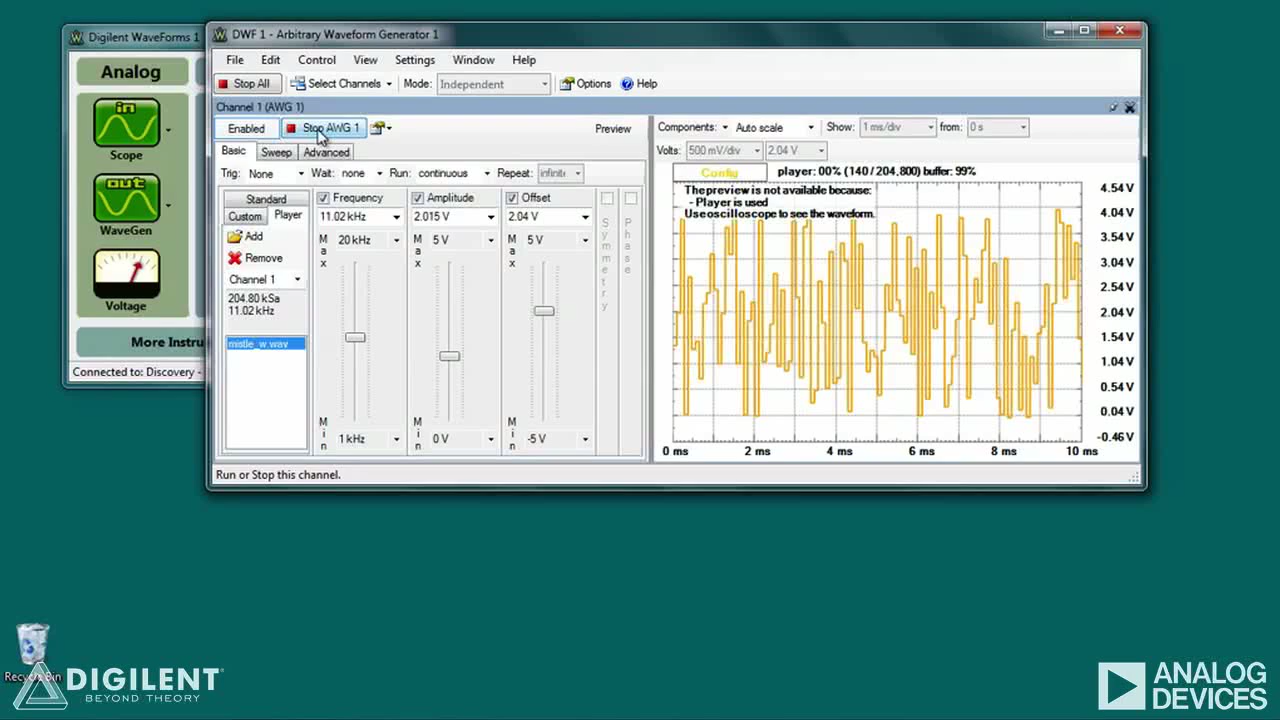 Digilent WaveForms 1
DWF 1 - Arbitrary Waveform Generator 1
File Edit Control View Settings Window Help
Stop All Select Channels Mode: Independent Options Help
Channel 1 (AWG 1)
Enabled Stop AWG 1 Preview
Basic Sweep Advanced
Trig: None Wait: none Run: continuous Repeat: infinite
Standard
Custom Player
Add
Remove
Channel 1
204.80 kSa
11.02 kHz
mistle_w.wav
Frequency Amplitude Offset
11.02 kHz 2.015 V 2.04 V
Max 20 kHz Max 5 V Max 5 V
Min 1 kHz Min 0 V Min -5 V
Symmetry Phase
Components: Auto scale Show: 1 ms/div from: 0 s
Volts: 500 mV/div 2.04 V
Config player: 00% (140 / 204,800) buffer: 99%
The preview is not available because:
- Player is used
Use oscilloscope to see the waveform.
4.54 V
4.04 V
3.54 V
3.04 V
2.54 V
2.04 V
1.54 V
1.04 V
0.54 V
0.04 V
-0.46 V
0 ms 2 ms 4 ms 6 ms 8 ms 10 ms
Run or Stop this channel.
Analog
in
Scope
out
WaveGen
Voltage
More Instru
Connected to: Discovery -
Recycle Bin
DIGILENT
BEYOND THEORY
ANALOG
DEVICES